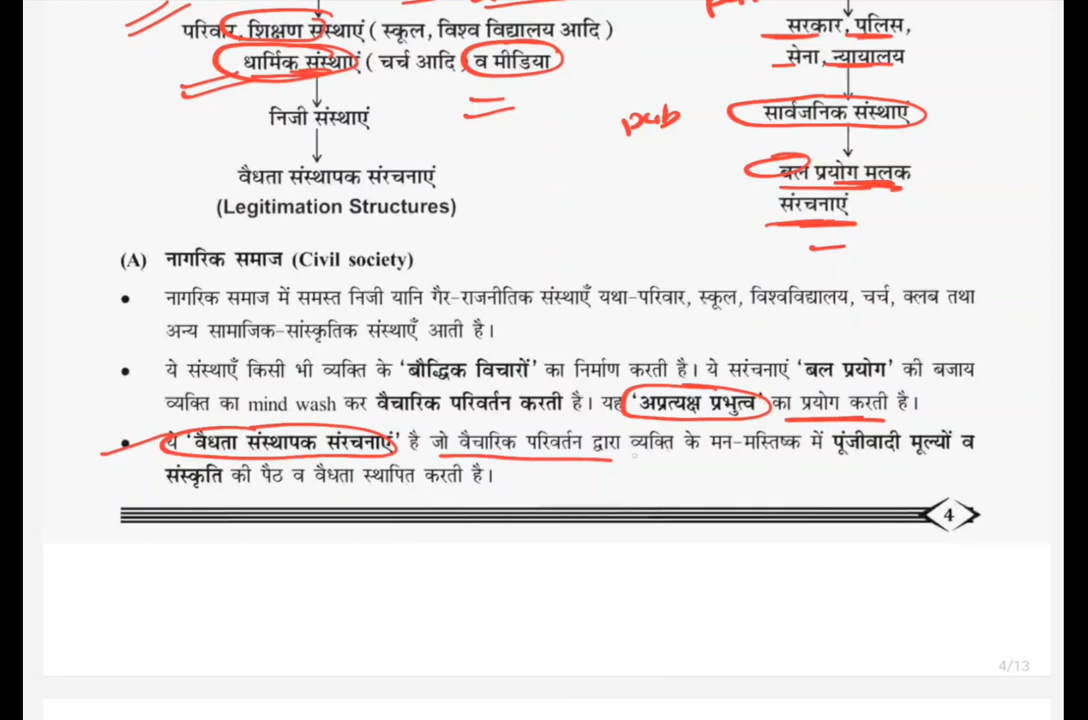 परिवार, शिक्षण संस्थाएं (स्कूल, विश्व विद्यालय आदि)
धार्मिक संस्थाएं (चर्च आदि) व मीडिया
निजी संस्थाएं
वैधता संस्थापक संरचनाएं
(Legitimation Structures)
सरकार, पुलिस,
सेना, न्यायालय
pub
सार्वजनिक संस्थाएं
बल प्रयोग मूलक
संरचनाएं
(A) नागरिक समाज (Civil society)
• नागरिक समाज में समस्त निजी यानि गैर-राजनीतिक संस्थाएँ यथा-परिवार, स्कूल, विश्वविद्यालय, चर्च, क्लब तथा
अन्य सामाजिक-सांस्कृतिक संस्थाएँ आती है।
• ये संस्थाएँ किसी भी व्यक्ति के 'बौद्धिक विचारों' का निर्माण करती है। ये सरंचनाएं 'बल प्रयोग' की बजाय
व्यक्ति का mind wash कर वैचारिक परिवर्तन करती है। यह 'अप्रत्यक्ष प्रभुत्व' का प्रयोग करती है।
• ये 'वैधता संस्थापक संरचनाएं' है जो वैचारिक परिवर्तन द्वारा व्यक्ति के मन-मस्तिष्क में पूंजीवादी मूल्यों व
संस्कृति की पैठ व वैधता स्थापित करती है।
4
4/13